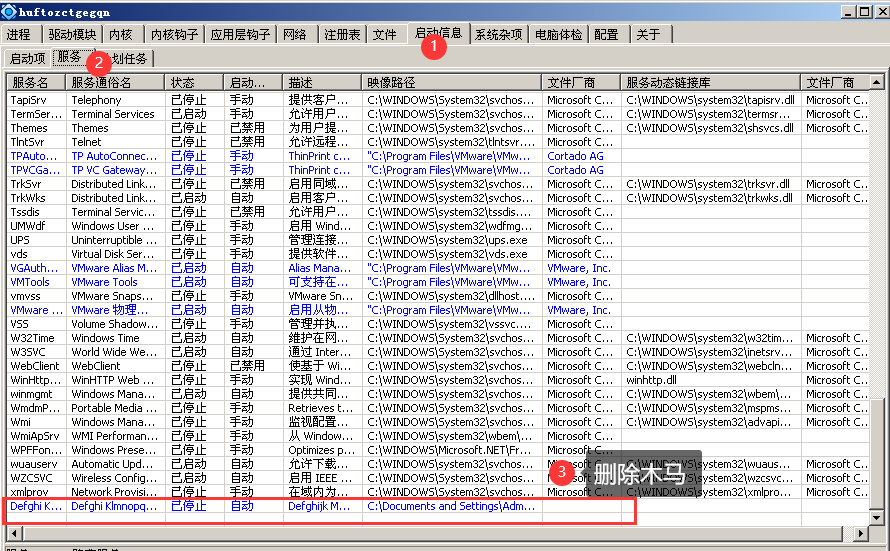 huftozctgegqn
进程 驱动模块 内核 内核钩子 应用层钩子 网络 注册表 文件 启动信息 系统杂项 电脑体检 配置 关于
1
启动项 服务 划任务
2
服务名 服务通俗名 状态 启动... 描述 映像路径 文件厂商 服务动态链接库 文件厂商
TapiSrv Telephony 已停止 手动 提供客户... C:\WINDOWS\System32\svchos... Microsoft C... C:\WINDOWS\system32\tapisrv.dll Microsoft C...
TermSer... Terminal Services 已启动 手动 允许用户... C:\WINDOWS\System32\svchos... Microsoft C... C:\WINDOWS\system32\termsr... Microsoft C...
Themes Themes 已停止 已禁用 为用户提... C:\WINDOWS\System32\svchos... Microsoft C... C:\WINDOWS\system32\shsvcs.dll Microsoft C...
TlntSvr Telnet 已停止 已禁用 允许远程... C:\WINDOWS\system32\tlntsvr.... Microsoft C...
TPAuto... TP AutoConnec... 已停止 手动 ThinPrint c... "C:\Program Files\VMware\VMw... Cortado AG
TPVCGa... TP VC Gateway... 已停止 手动 ThinPrint c... "C:\Program Files\VMware\VMw... Cortado AG
TrkSvr Distributed Link... 已停止 已禁用 启用同域... C:\WINDOWS\system32\svchos... Microsoft C... C:\WINDOWS\system32\trksvr.dll Microsoft C...
TrkWks Distributed Link... 已启动 自动 启用客户... C:\WINDOWS\system32\svchos... Microsoft C... C:\WINDOWS\system32\trkwks.dll Microsoft C...
Tssdis Terminal Servic... 已停止 已禁用 允许用户... C:\WINDOWS\system32\tssdis.... Microsoft C...
UMWdf Windows User ... 已停止 手动 启用 Wind... C:\WINDOWS\system32\wdfmg... Microsoft C...
UPS Uninterruptible ... 已停止 手动 管理连接... C:\WINDOWS\system32\ups.exe Microsoft C...
vds Virtual Disk Ser... 已停止 手动 提供软件... C:\WINDOWS\system32\vds.exe Microsoft C...
VGAuth... VMware Alias M... 已启动 自动 Alias Mana... "C:\Program Files\VMware\VMw... VMware, Inc.
VMTools VMware Tools 已启动 自动 可支持在... "C:\Program Files\VMware\VMw... VMware, Inc.
vmvss VMware Snaps... 已停止 手动 VMware Sn... C:\WINDOWS\system32\dllhost.... Microsoft C...
VMware ... VMware 物理... 已启动 自动 启用从物... "C:\Program Files\VMware\VMw... VMware, Inc.
VSS Volume Shadow... 已停止 手动 管理并执... C:\WINDOWS\System32\vssvc.... Microsoft C...
W32Time Windows Time 已启动 自动 维护在网... C:\WINDOWS\system32\svchos... Microsoft C... C:\WINDOWS\system32\w32tim... Microsoft C...
W3SVC World Wide We... 已启动 自动 通过 Inter... C:\WINDOWS\System32\svchos... Microsoft C... C:\WINDOWS\system32\inetsrv... Microsoft C...
WebClient WebClient 已停止 已禁用 使基于 Wi... C:\WINDOWS\system32\svchos... Microsoft C... C:\WINDOWS\system32\webcln... Microsoft C...
WinHttp... WinHTTP Web ... 已停止 手动 实现 Wind... C:\WINDOWS\system32\svchos... Microsoft C... winhttp.dll Microsoft C...
winmgmt Windows Mana... 已启动 自动 提供共同... C:\WINDOWS\system32\svchos... Microsoft C... C:\WINDOWS\system32\wbem\... Microsoft C...
WmdmP... Portable Media ... 已停止 手动 Retrieves t... C:\WINDOWS\System32\svchos... Microsoft C... C:\WINDOWS\system32\mspms... Microsoft C...
Wmi Windows Mana... 已停止 手动 监视配置... C:\WINDOWS\System32\svchos... Microsoft C... C:\WINDOWS\System32\advapi... Microsoft C...
WmiApSrv WMI Performan... 已停止 手动 从 Window... C:\WINDOWS\system32\wbem\... Microsoft C...
WPFFon... Windows Prese... 已停止 手动 Optimizes p... C:\WINDOWS\Microsoft.NET\Fr... Microsoft C...
wuauserv Automatic Upd... 已启动 自动 允许下载... C:\WINDOWS\system32\svchos... C:\WINDOWS\system32\wuaus... Microsoft C...
WZCSVC Wireless Config... 已启动 自动 启用 IEEE ... C:\WINDOWS\System32\svchos... \system32\wzcsvc... Microsoft C...
3 删除木马
xmlprov Network Provisi... 已停止 手动 在域内为... C:\WINDOWS\System32\svchos... Microsoft C... C:\WINDOWS\System32\xmlpro... Microsoft C...
Defghi K... Defghi Klmnopq... 已停止 自动 Defghijk M... C:\Documents and Settings\Adm...